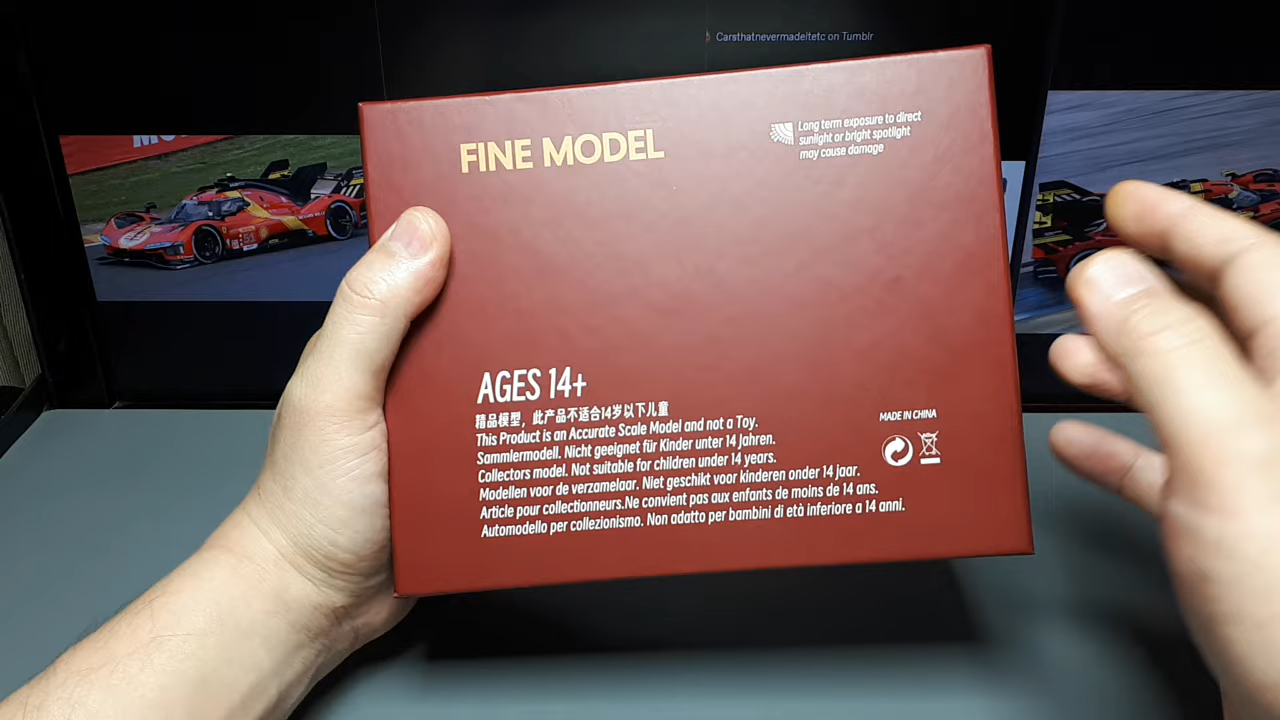 Carsthatnevermadeitetc on Tumblr
FINE MODEL
Long term exposure to direct
sunlight or bright spotlight
may cause damage
AGES 14+
精品模型，此产品不适合14岁以下儿童
This Product is an Accurate Scale Model and not a Toy.
Sammlermodell. Nicht geeignet für Kinder unter 14 Jahren.
Collectors model. Not suitable for children under 14 years.
Modellen voor de verzamelaar. Niet geschikt voor kinderen onder 14 jaar.
Article pour collectionneurs.Ne convient pas aux enfants de moins de 14 ans.
Automodello per collezionismo. Non adatto per bambini di età inferiore a 14 anni.
MADE IN CHINA
51